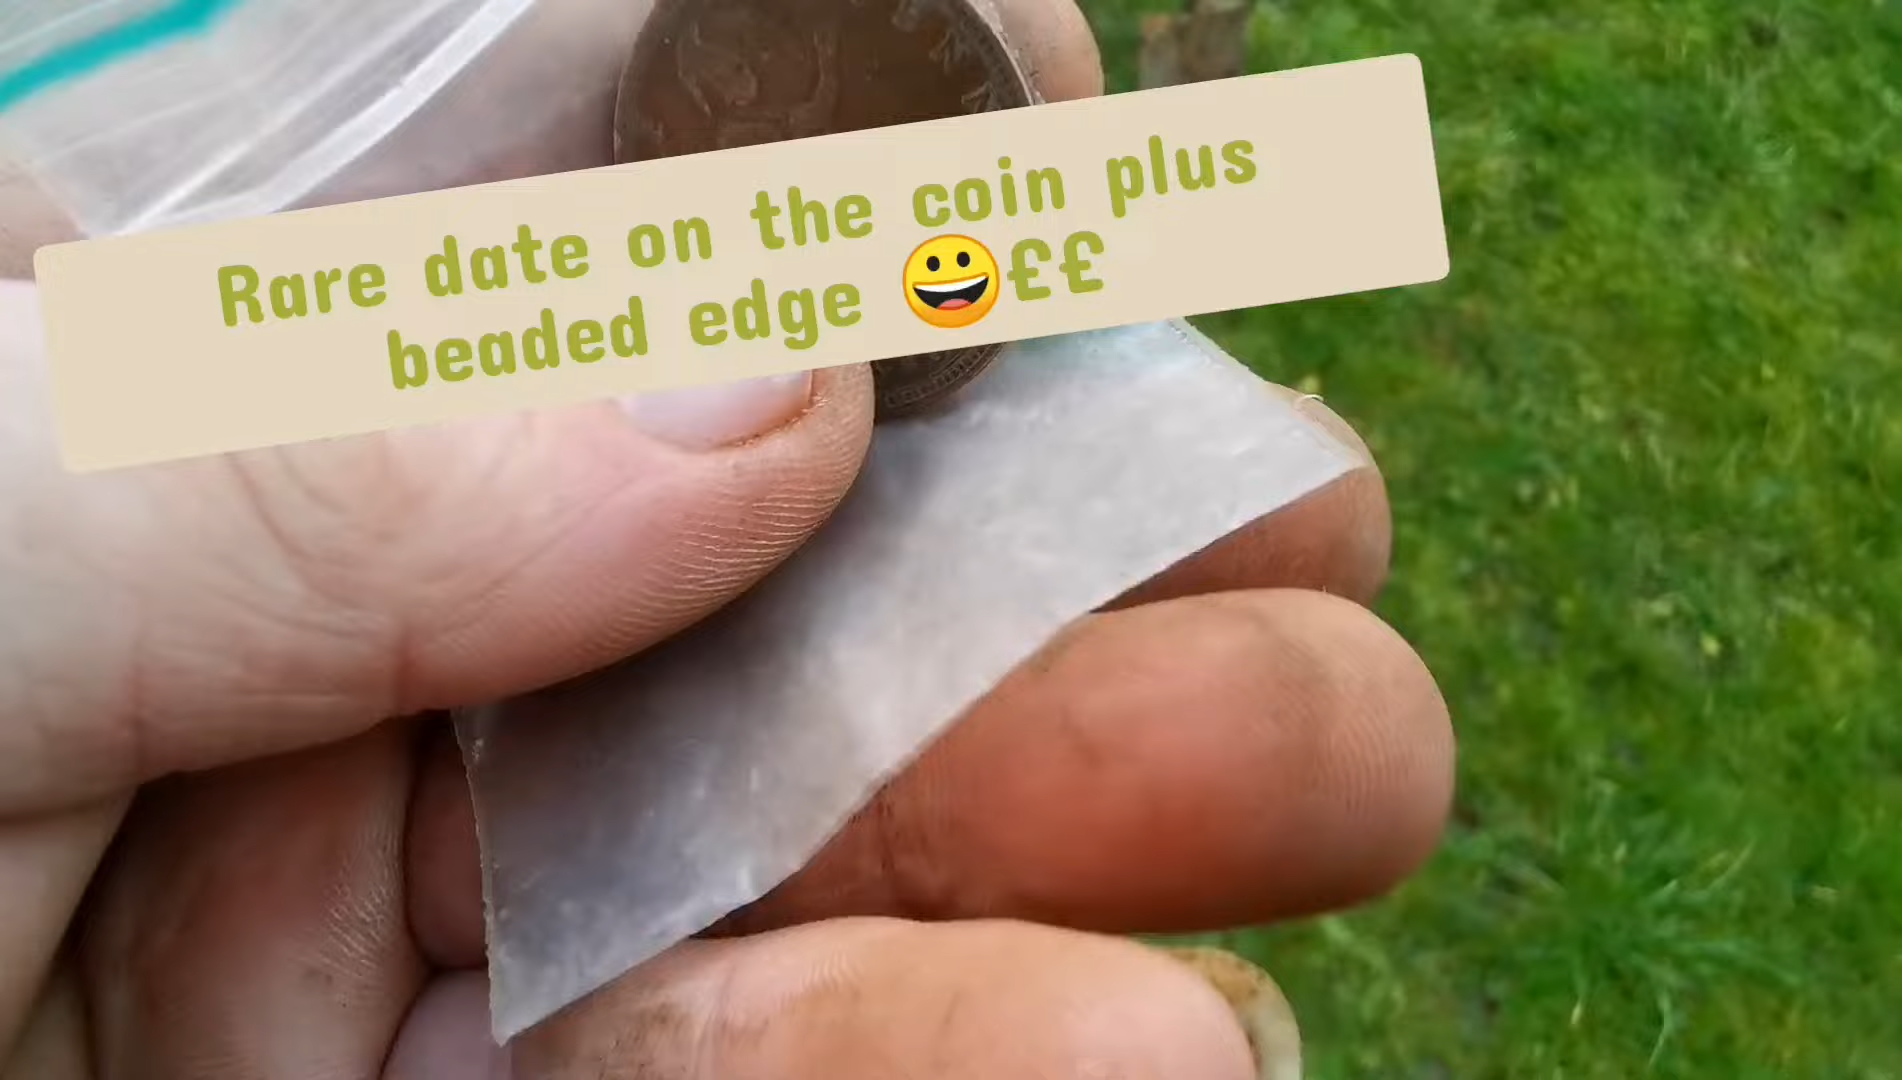 Rare date on the coin plus
beaded edge 😀££